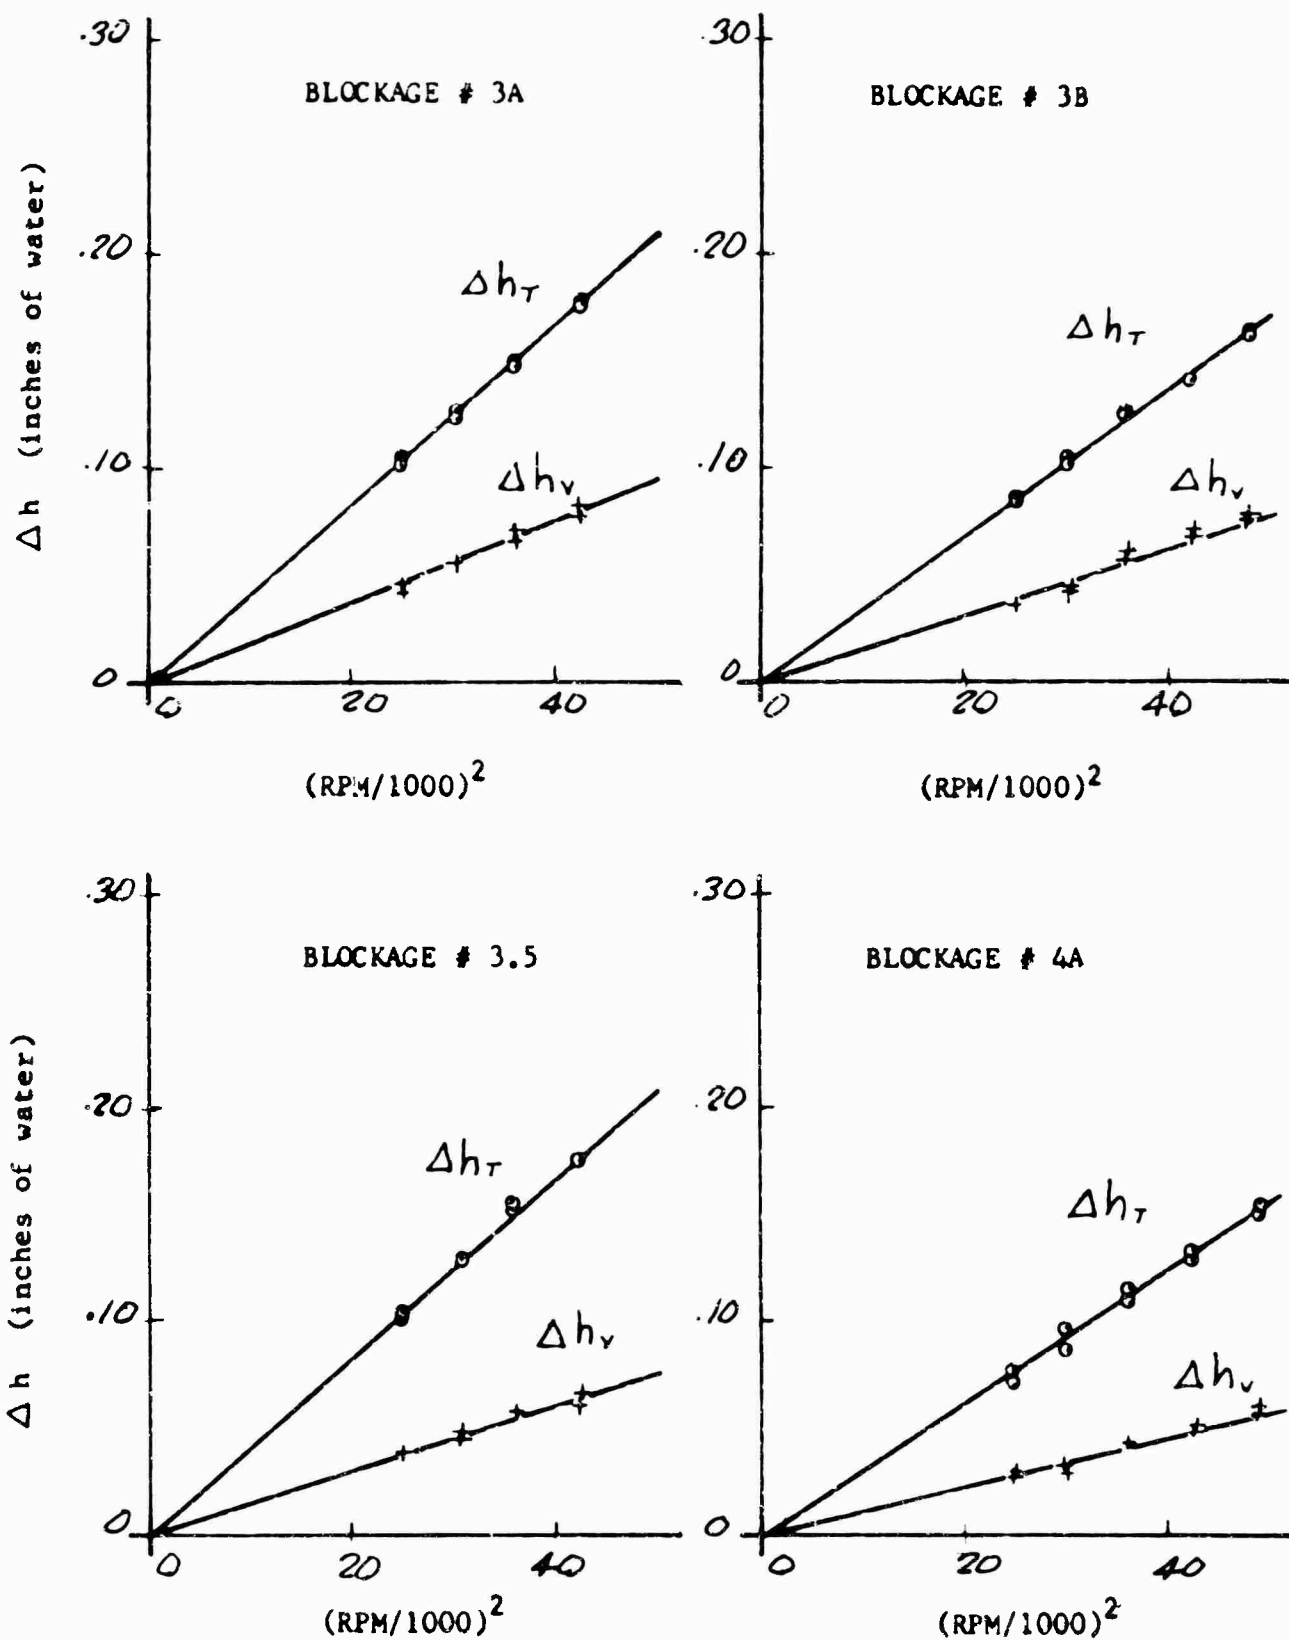 .30
BLOCKAGE # 3A
Δh (inches of water)
.20
Δh_T
.10
Δh_v
0
0 20 40
(RPM/1000)²
.30
BLOCKAGE # 3B
.20
Δh_T
.10
Δh_v
0
0 20 40
(RPM/1000)²
.30
BLOCKAGE # 3.5
Δh (inches of water)
.20
Δh_T
.10
Δh_v
0
0 20 40
(RPM/1000)²
.30
BLOCKAGE # 4A
.20
Δh_T
.10
Δh_v
0
0 20 40
(RPM/1000)²